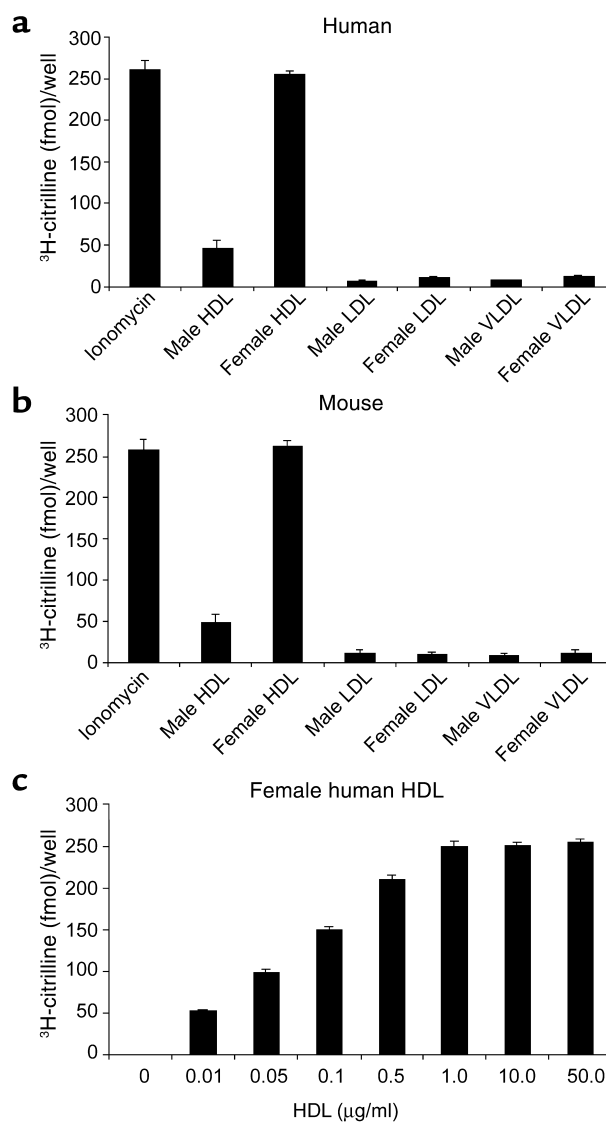 a
Human
³H-citrilline (fmol)/well
300
250
200
150
100
50
0
Ionomycin
Male HDL
Female HDL
Male LDL
Female LDL
Male VLDL
Female VLDL
b
Mouse
³H-citrilline (fmol)/well
300
250
200
150
100
50
0
Ionomycin
Male HDL
Female HDL
Male LDL
Female LDL
Male VLDL
Female VLDL
c
Female human HDL
³H-citrilline (fmol)/well
300
250
200
150
100
50
0
0 0.01 0.05 0.1 0.5 1.0 10.0 50.0
HDL (μg/ml)